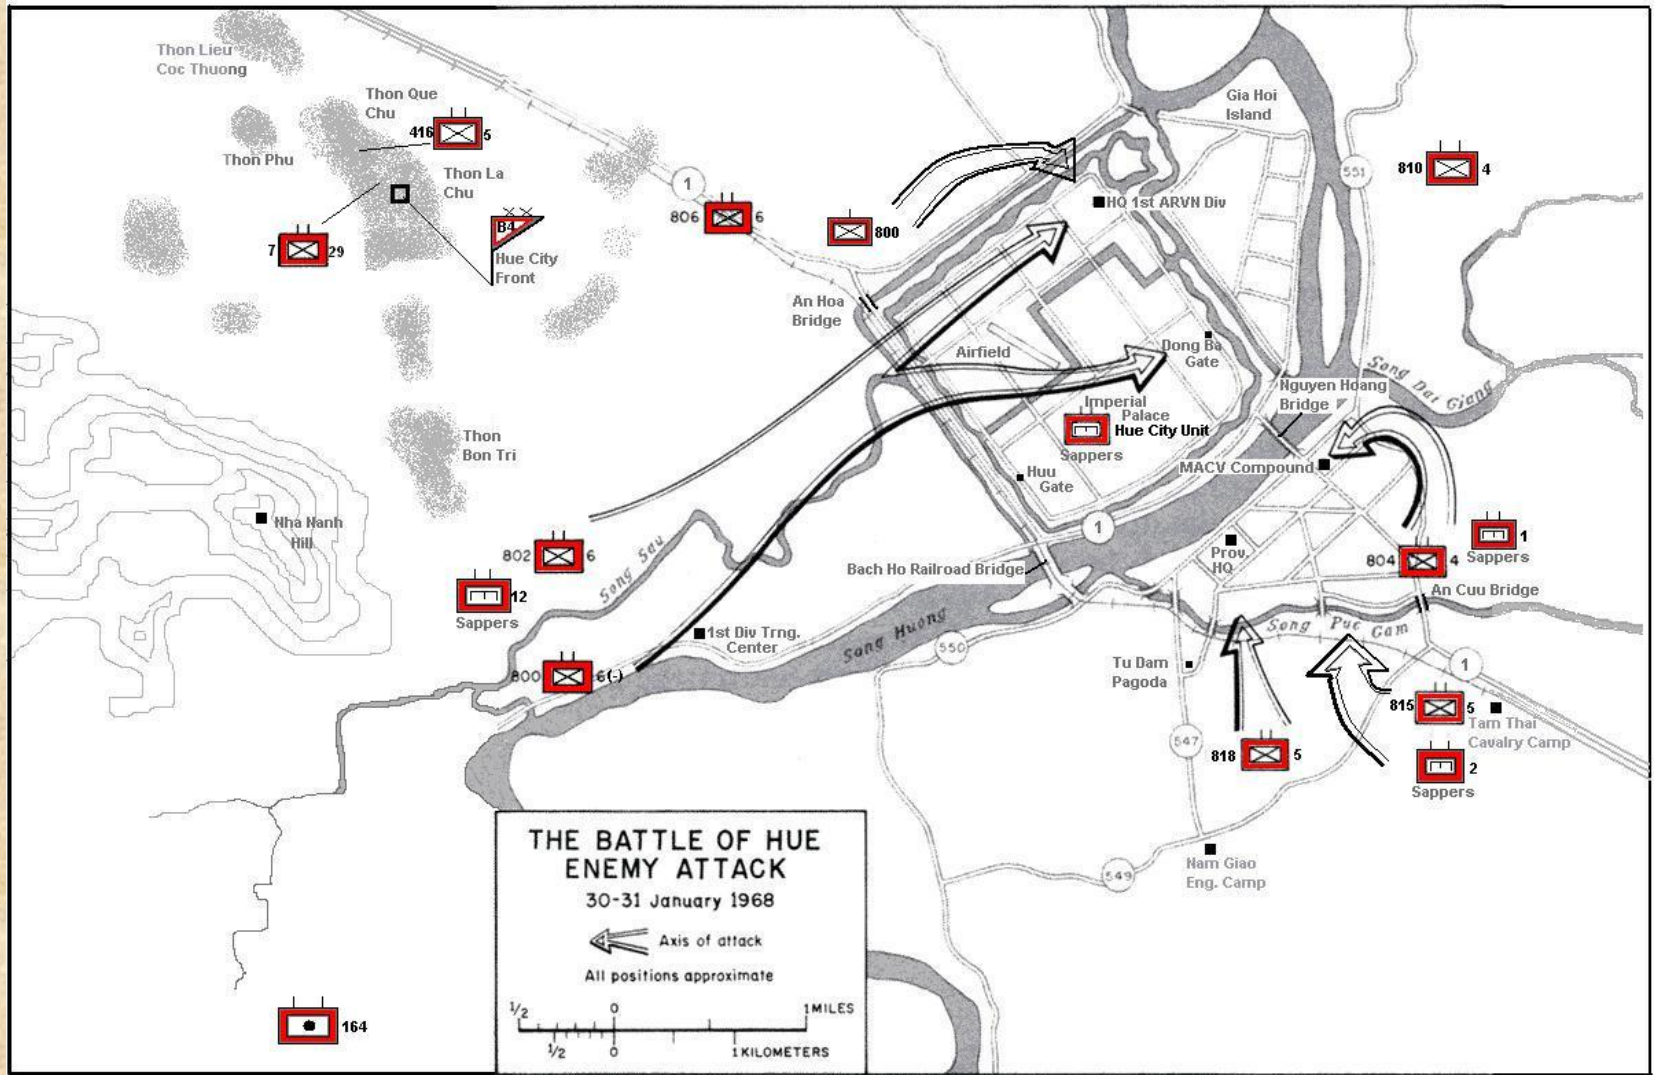 Thon Lieu
Coc Thuong
Thon Que
Chu
416
5
Thon Phu
Thon La
Chu
7
29
B4
Hue City
Front
1
806
6
800
Gia Hoi
Island
551
810
4
HQ 1st ARVN Div
An Hoa
Bridge
Airfield
Dong Ba
Gate
Song Dai Giang
Nguyen Hoang
Bridge
Imperial
Palace
Hue City Unit
Sappers
MACV Compound
Huu
Gate
Thon
Bon Tri
Nha Nanh
Hill
802
6
12
Sappers
Song Sau
1
Bach Ho Railroad Bridge
Prov.
HQ
1
Sappers
804
4
An Cuu Bridge
1st Div Trng.
Center
Sang Huong
550
Song Puc Cam
1
800
6(-)
Tu Dam
Pagoda
815
5
Tam Thai
Cavalry Camp
547
818
5
2
Sappers
Nam Giao
Eng. Camp
549
THE BATTLE OF HUE
ENEMY ATTACK
30-31 January 1968
Axis of attack
All positions approximate
1/2
0
1 MILES
1/2
0
1 KILOMETERS
164